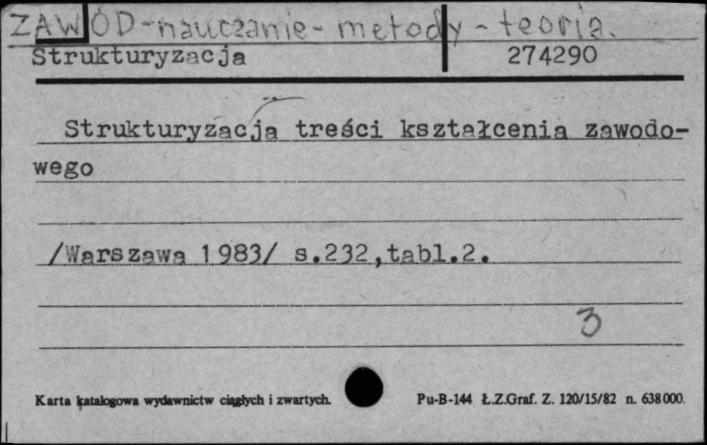 ZAWÓD-nauczanie-metody-teoria.
Strukturyzacja 274290
Strukturyzacja treści kształcenia zawodo-
wego
/Warszawa 1983/ s.232,tabl.2.
3
Karta katalogowa wydawnictw ciągłych i zwartych. Pu-B-144 Ł.Z.Graf. Z. 120/15/82 n. 638000.